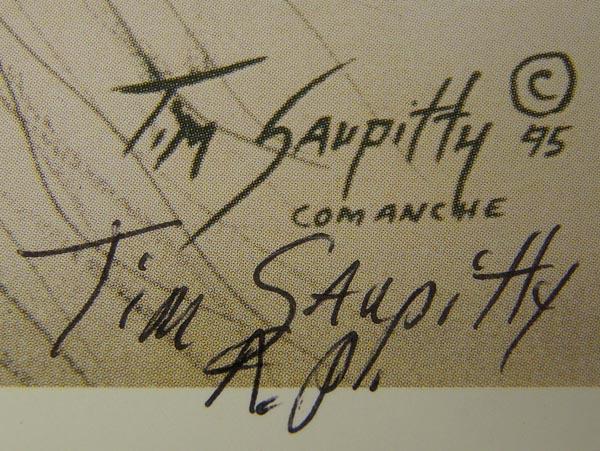 Tim Saupitty © 95
COMANCHE
Tim Saupitty
A.P.